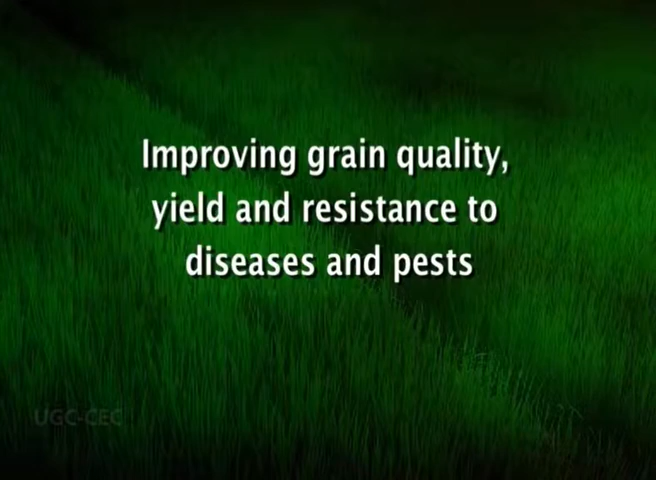 Improving grain quality,
yield and resistance to
diseases and pests
UGC-CEC